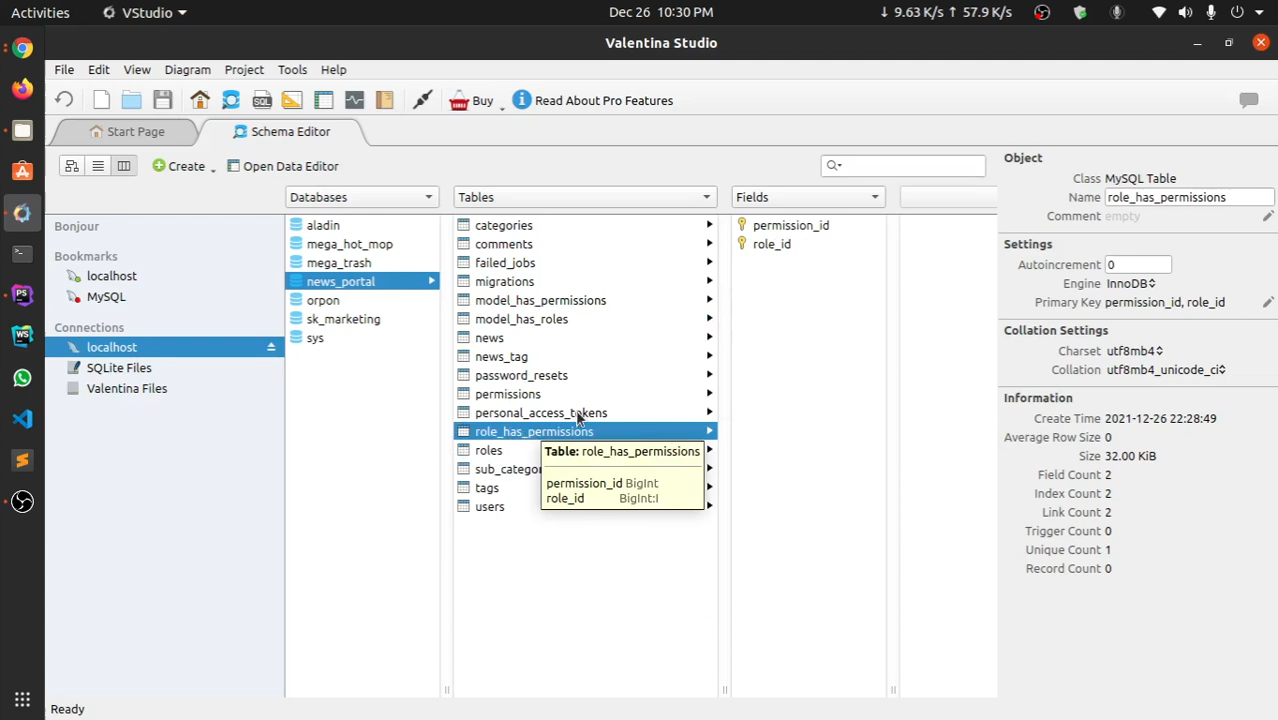 Activities
VStudio
Dec 26 10:30 PM
↓ 9.63 K/s ↑ 57.9 K/s
Valentina Studio
File Edit View Diagram Project Tools Help
SQL
Buy
Read About Pro Features
Start Page
Schema Editor
Create
Open Data Editor
Bonjour
Bookmarks
localhost
MySQL
Connections
localhost
SQLite Files
Valentina Files
Databases
aladin
mega_hot_mop
mega_trash
news_portal
orpon
sk_marketing
sys
Tables
categories
comments
failed_jobs
migrations
model_has_permissions
model_has_roles
news
news_tag
password_resets
permissions
personal_access_tokens
role_has_permissions
roles
sub_categor
tags
users
Table: role_has_permissions
permission_id BigInt
role_id BigInt:I
Fields
permission_id
role_id
Object
Class MySQL Table
Name role_has_permissions
Comment empty
Settings
Autoincrement 0
Engine InnoDB
Primary Key permission_id, role_id
Collation Settings
Charset utf8mb4
Collation utf8mb4_unicode_ci
Information
Create Time 2021-12-26 22:28:49
Average Row Size 0
Size 32.00 KiB
Field Count 2
Index Count 2
Link Count 2
Trigger Count 0
Unique Count 1
Record Count 0
Ready
PS
WS